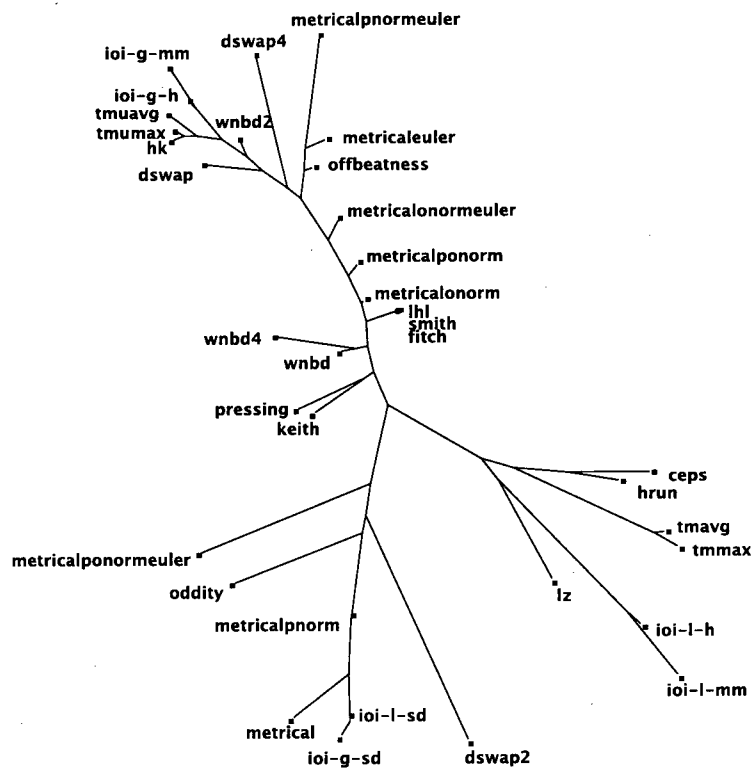 metricalpnormeuler
dswap4
ioi-g-mm
ioi-g-h
tmuavg
wnbd2
tmumax
hk
metricaleuler
offbeatness
dswap
metricalonormeuler
metricalponorm
metricalonorm
lhl
smith
fitch
wnbd4
wnbd
pressing
keith
ceps
hrun
tmavg
tmmax
metricalponormeuler
oddity
lz
metricalpnorm
ioi-l-h
ioi-l-mm
ioi-l-sd
metrical
ioi-g-sd
dswap2